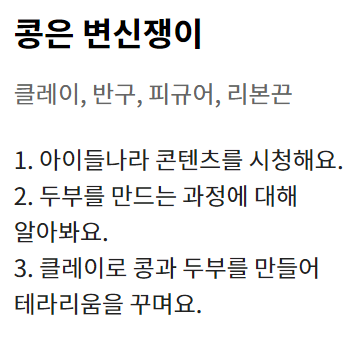 콩은 변신쟁이
클레이, 반구, 피규어, 리본끈
1. 아이들나라 콘텐츠를 시청해요.
2. 두부를 만드는 과정에 대해
알아봐요.
3. 클레이로 콩과 두부를 만들어
테라리움을 꾸며요.